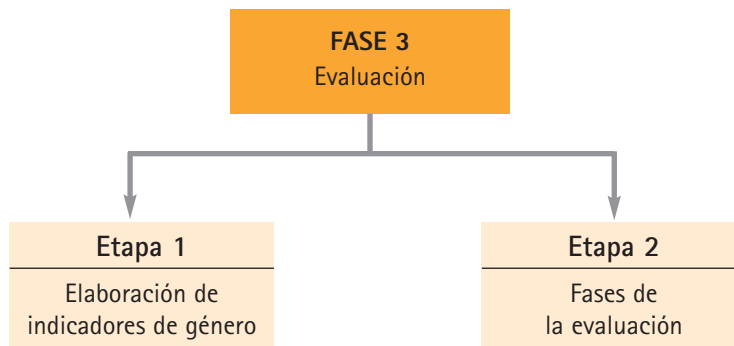 FASE 3
Evaluación
Etapa 1
Elaboración de
indicadores de género
Etapa 2
Fases de
la evaluación